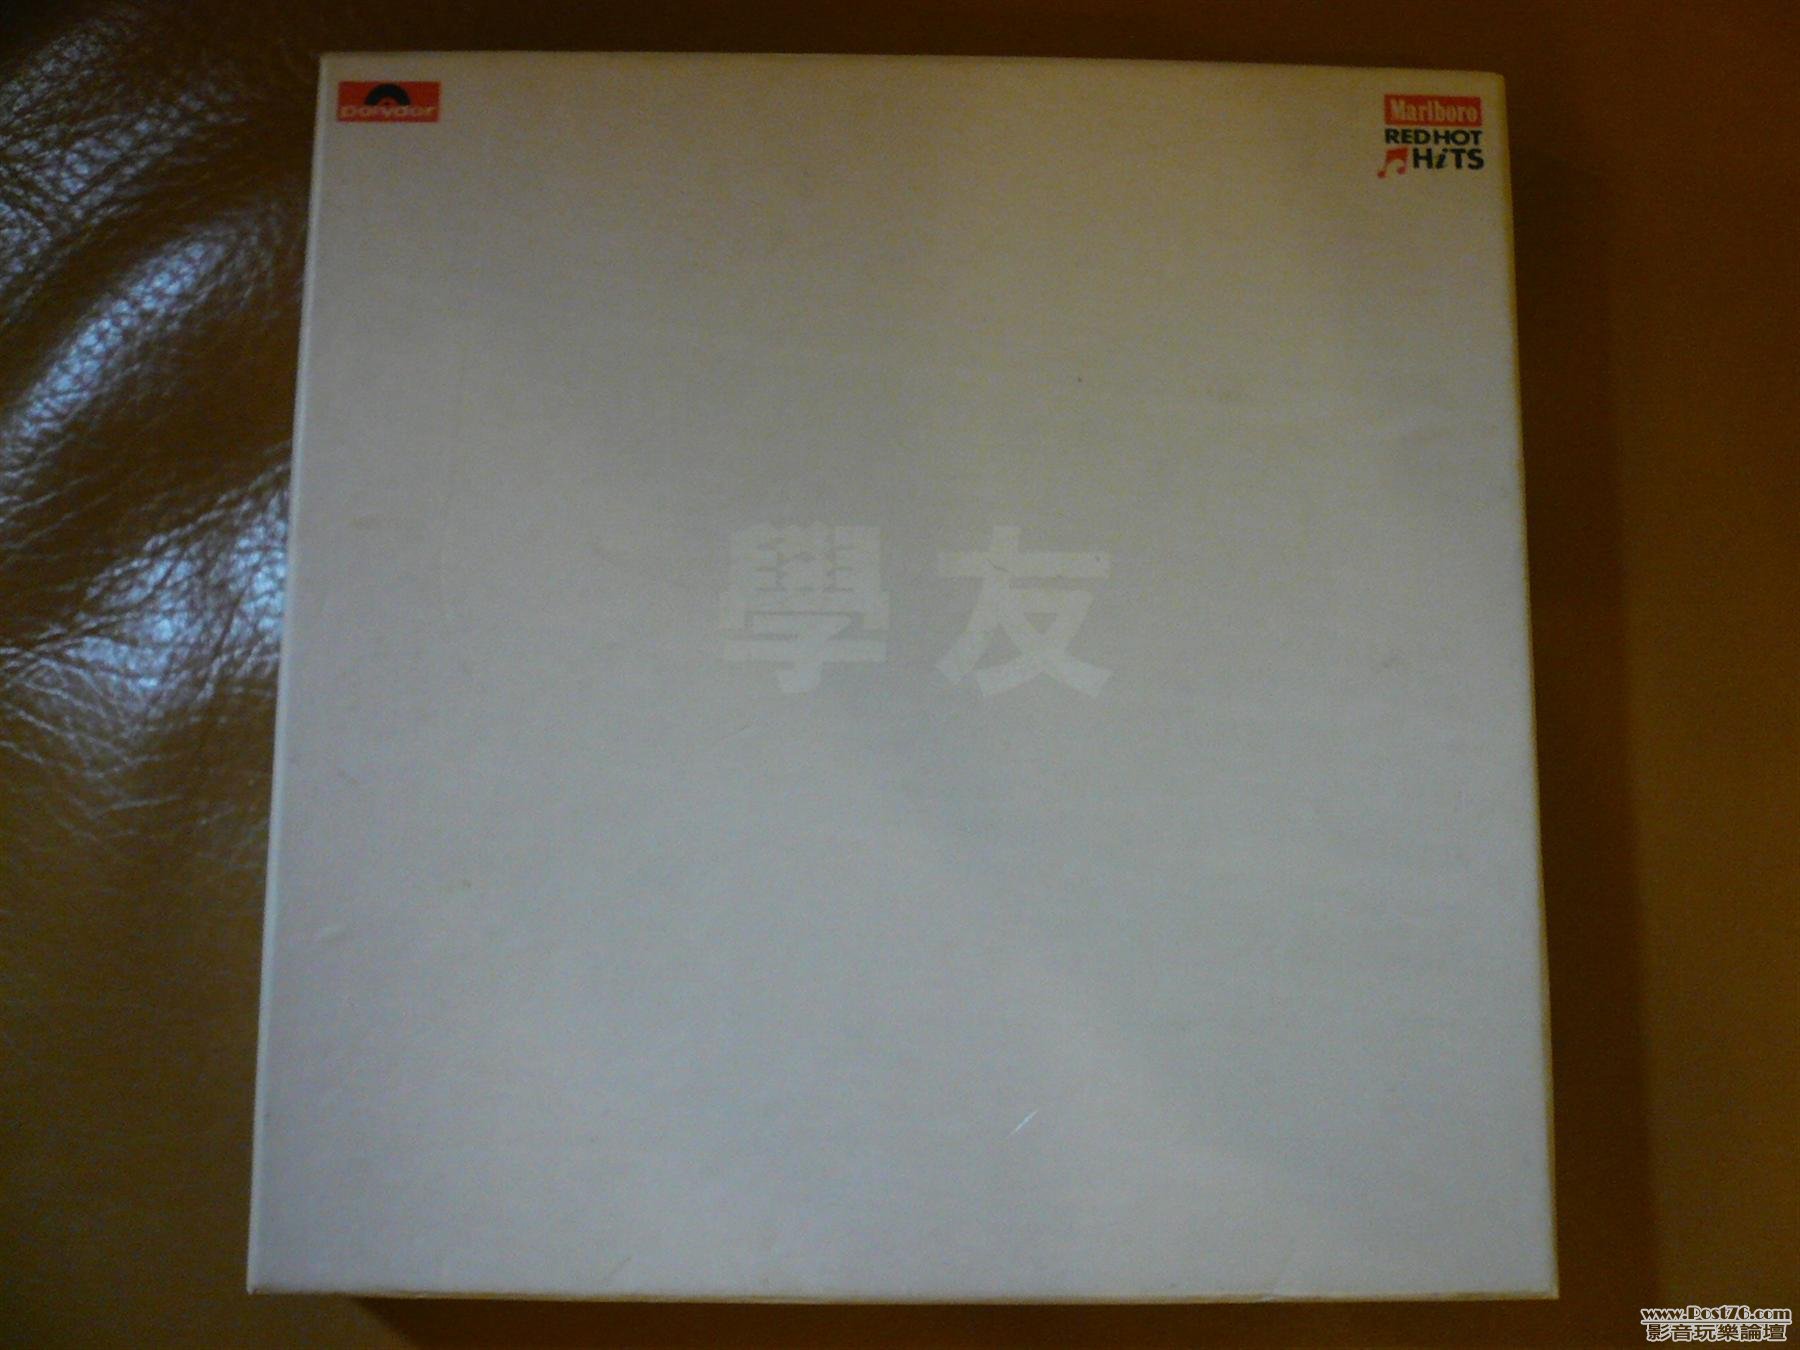 polydor
Marlboro
RED HOT
HiTS
學友
www.Post76.com
影音玩樂論壇